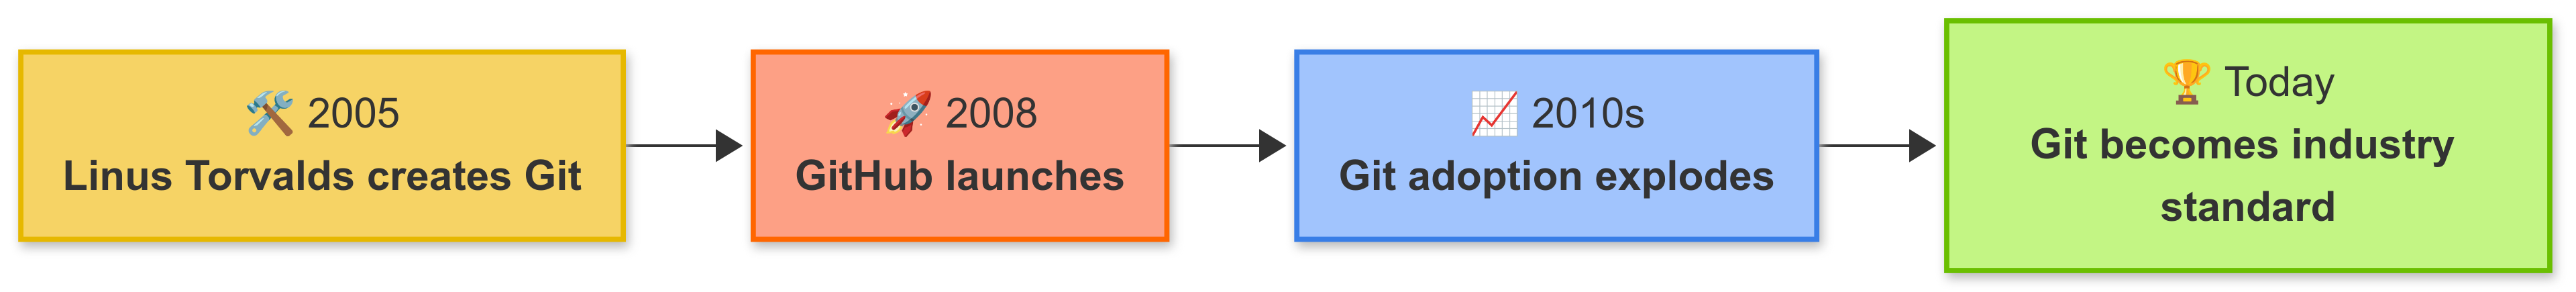 🛠️ 2005
Linus Torvalds creates Git
🚀 2008
GitHub launches
📈 2010s
Git adoption explodes
🏆 Today
Git becomes industry
standard